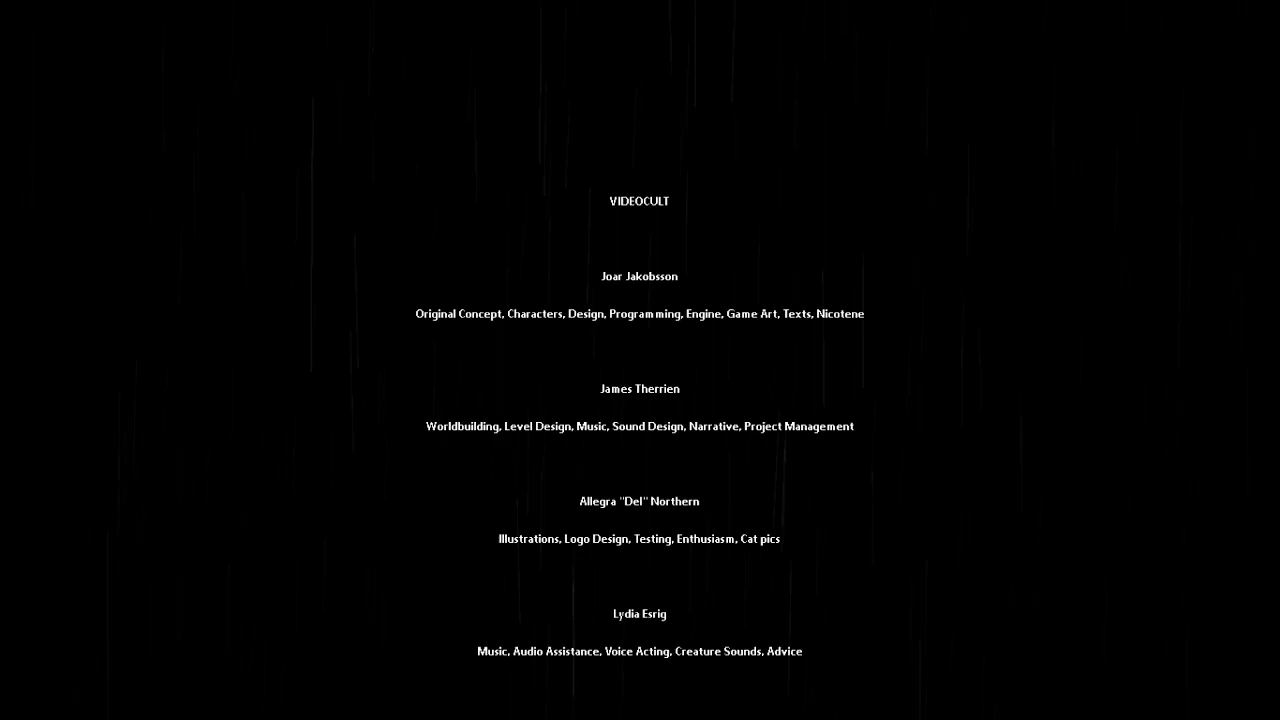 VIDEOCULT
Joar Jakobsson
Original Concept, Characters, Design, Programming, Engine, Game Art, Texts, Nicotene
James Therrien
Worldbuilding, Level Design, Music, Sound Design, Narrative, Project Management
Allegra "Del" Northern
Illustrations, Logo Design, Testing, Enthusiasm, Cat pics
Lydia Esrig
Music, Audio Assistance, Voice Acting, Creature Sounds, Advice